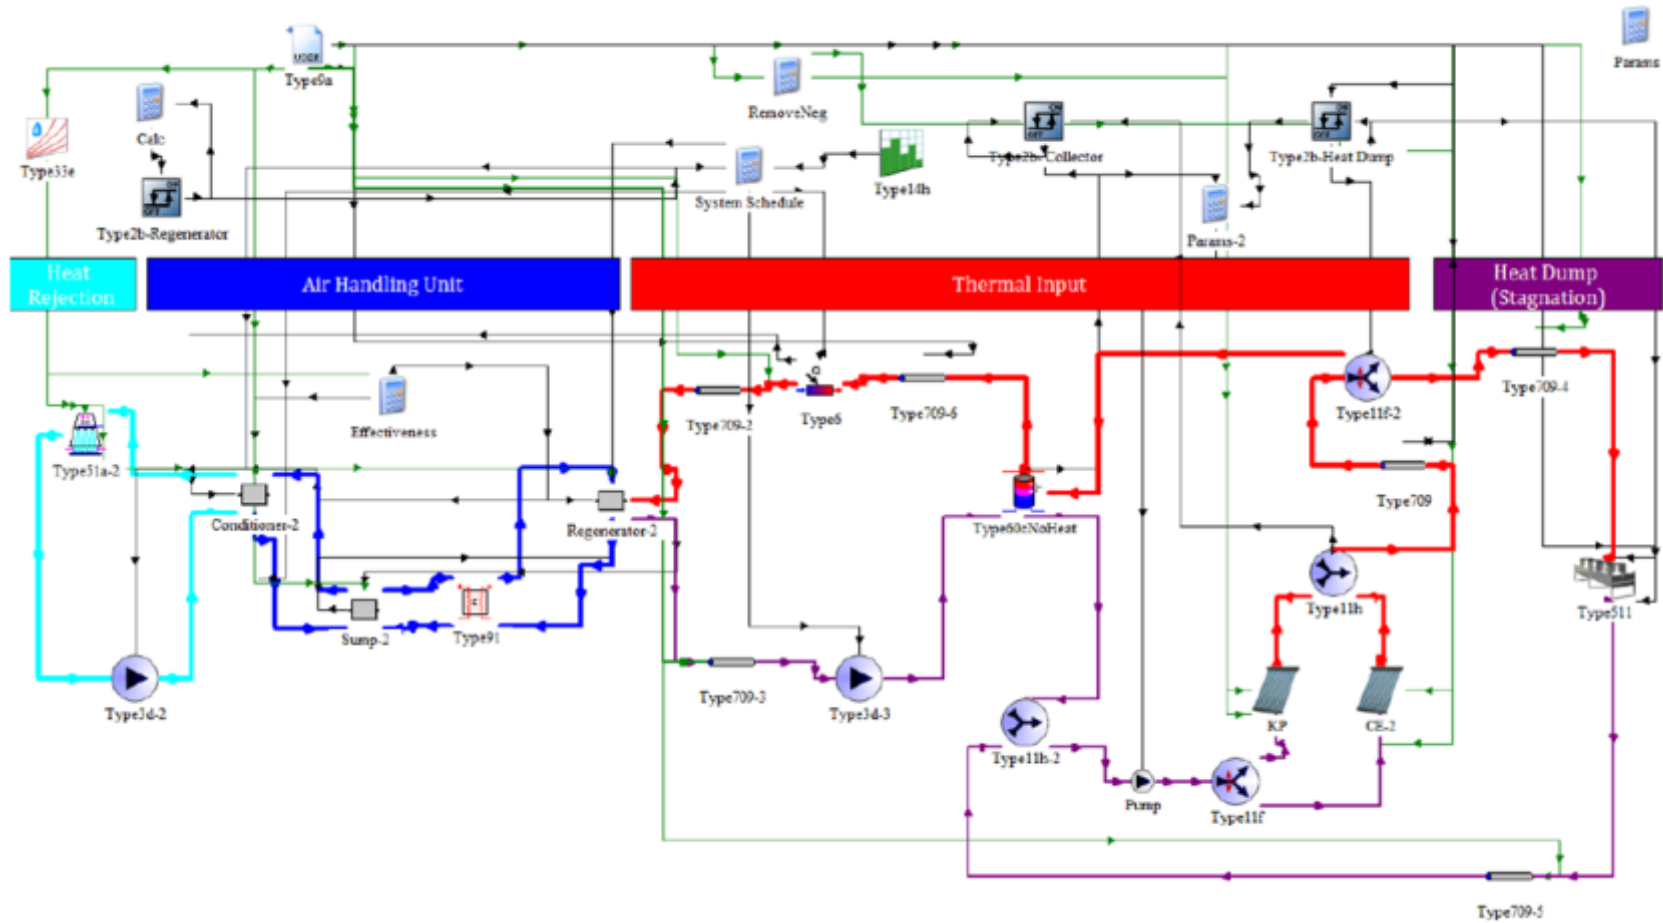 Type9a
Params
RemoveNeg
Calc
Type33e
Type2b-Collector
Type2b-Heat Dump
Type14h
System Schedule
Type2b-Regenerator
Params-2
Heat
Rejection
Air Handling Unit
Thermal Input
Heat Dump
(Stagnation)
Type709-4
Type6
Type709-2
Type709-6
Type11f-2
Effectiveness
Type51a-2
Type709
Conditioner-2
Regenerator-2
Type60cNoHeat
Type11h
Type511
Sump-2
Type91
Type709-3
Type3d-2
Type3d-3
KP
CE-2
Type11h-2
Pump
Type11f
Type709-5